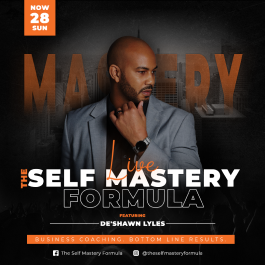 NOW
28
SUN
MASTERY
Live
THE
SELF MASTERY
FORMULA
FEATURING
DE'SHAWN LYLES
BUSINESS COACHING. BOTTOM LINE RESULTS.
The Self Mastery Formula
@theselfmasteryformula